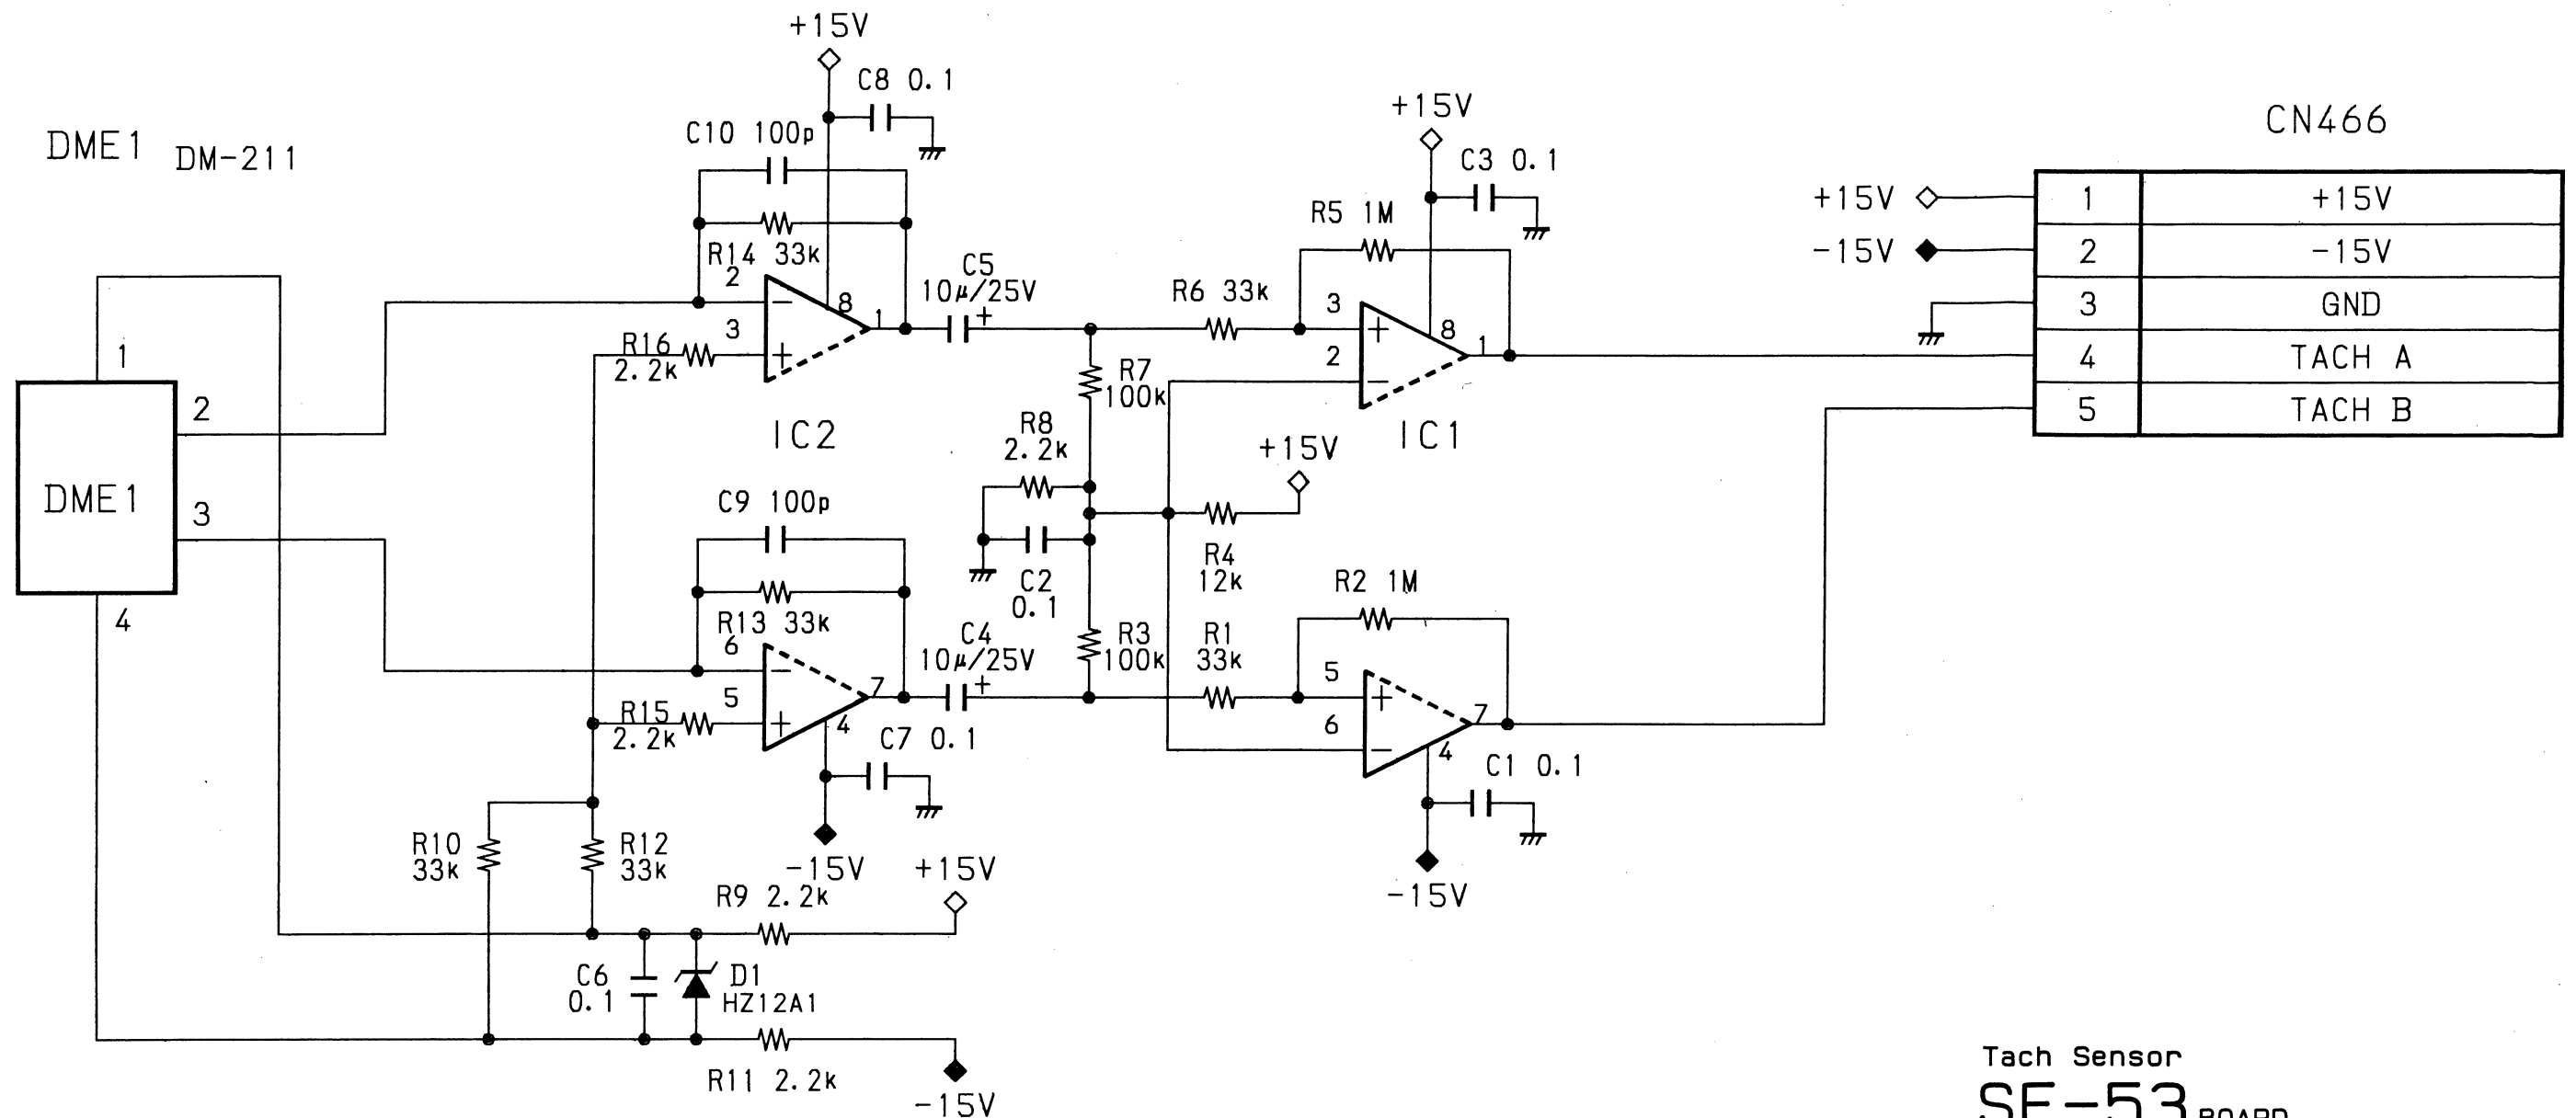 +15V
C8 0.1
C10 100p
DME1 DM-211
R14 33k
2
3
8
1
R16
2.2k
C5
10μ/25V
+
−
+
IC2
1
2
3
4
DME1
+15V
C3 0.1
R5 1M
R6 33k
3
2
8
1
+
−
IC1
R7
100k
R8
2.2k
+15V
R4
12k
C2
0.1
R3
100k
R1
33k
R2 1M
5
6
7
4
+
−
C1 0.1
-15V
C9 100p
R13 33k
6
5
7
4
−
+
C4
10μ/25V
+
R15
2.2k
C7 0.1
-15V
R10
33k
R12
33k
+15V
R9 2.2k
C6
0.1
D1
HZ12A1
R11 2.2k
-15V
CN466
+15V 1 +15V
-15V 2 -15V
3 GND
4 TACH A
5 TACH B
Tach Sensor
SE-53 BOARD